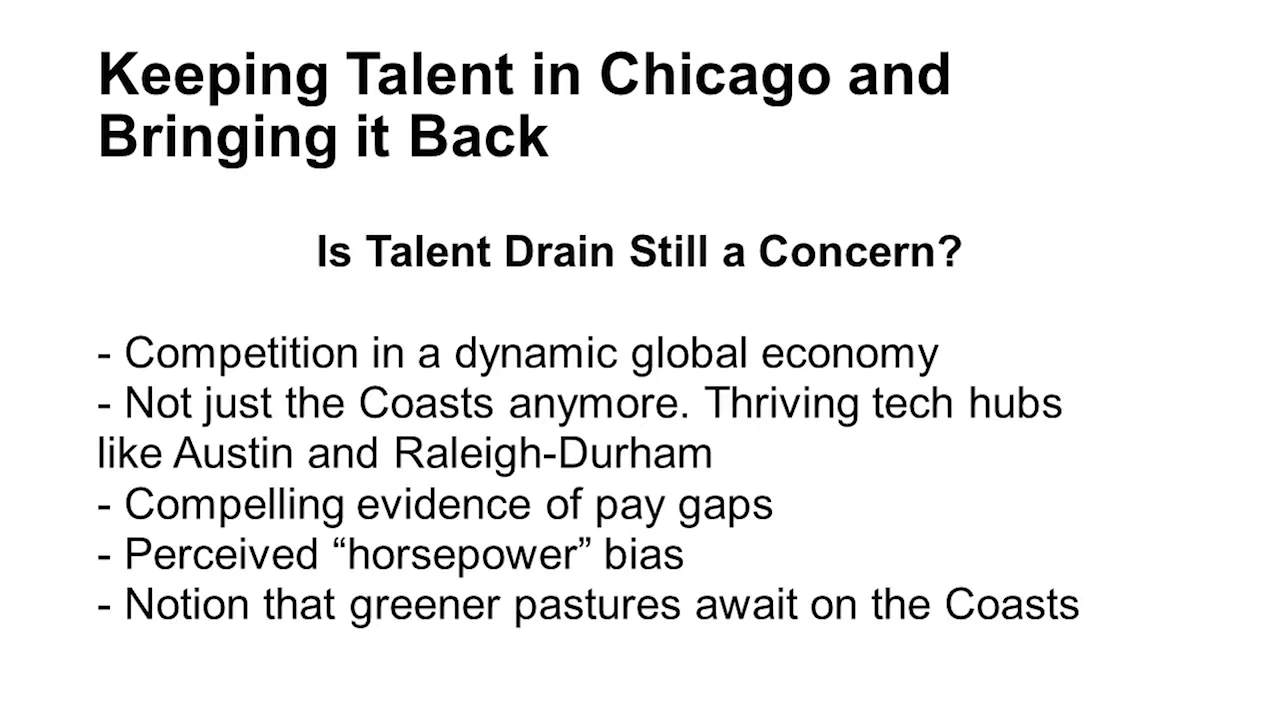 Keeping Talent in Chicago and
Bringing it Back
Is Talent Drain Still a Concern?
- Competition in a dynamic global economy
- Not just the Coasts anymore. Thriving tech hubs
like Austin and Raleigh-Durham
- Compelling evidence of pay gaps
- Perceived “horsepower” bias
- Notion that greener pastures await on the Coasts